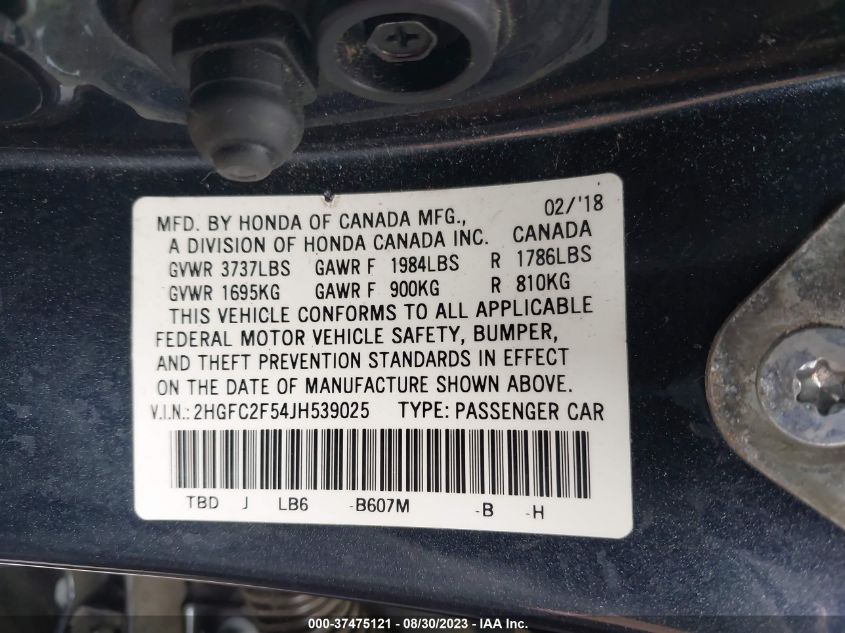 MFD. BY HONDA OF CANADA MFG., 02/'18
A DIVISION OF HONDA CANADA INC. CANADA
GVWR 3737LBS GAWR F 1984LBS R 1786LBS
GVWR 1695KG GAWR F 900KG R 810KG
THIS VEHICLE CONFORMS TO ALL APPLICABLE
FEDERAL MOTOR VEHICLE SAFETY, BUMPER,
AND THEFT PREVENTION STANDARDS IN EFFECT
ON THE DATE OF MANUFACTURE SHOWN ABOVE.
V.I.N.: 2HGFC2F54JH539025 TYPE: PASSENGER CAR
TBD J LB6 -B607M -B -H
000-37475121 - 08/30/2023 - IAA Inc.